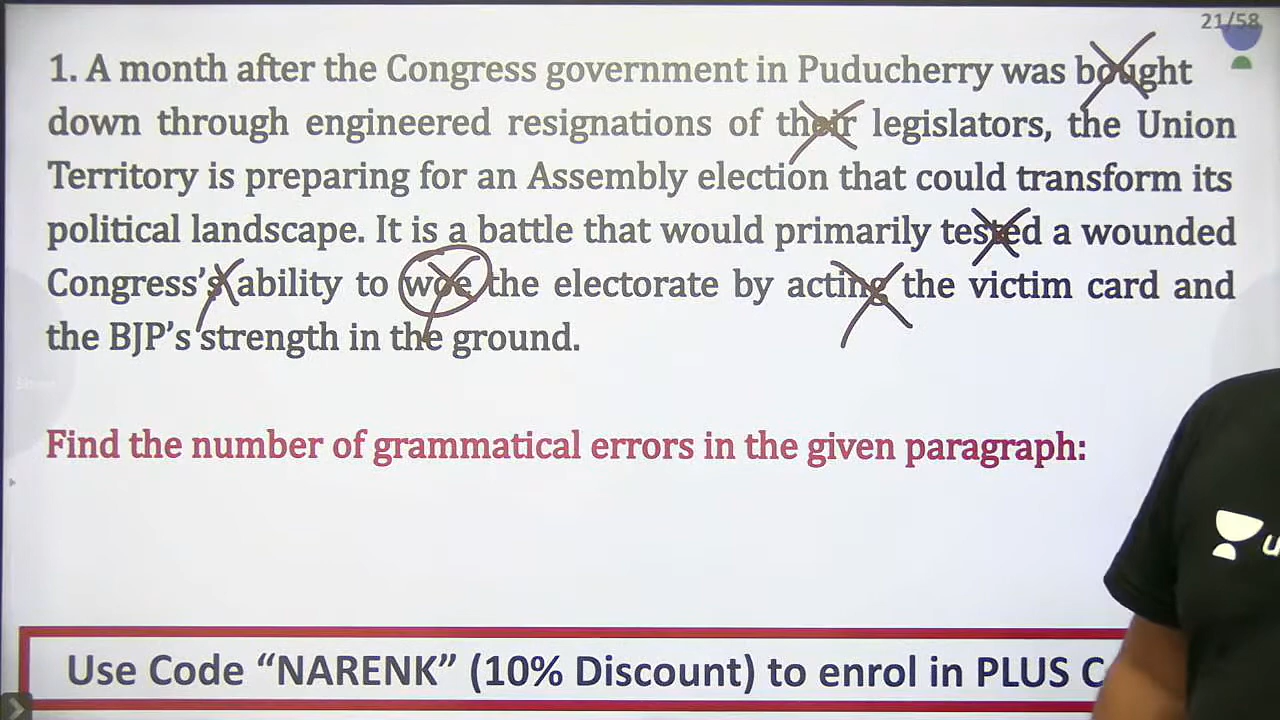 21/58
1. A month after the Congress government in Puducherry was bought
down through engineered resignations of their legislators, the Union
Territory is preparing for an Assembly election that could transform its
political landscape. It is a battle that would primarily tested a wounded
Congress's ability to woe the electorate by acting the victim card and
the BJP's strength in the ground.
Find the number of grammatical errors in the given paragraph:
Use Code “NARENK” (10% Discount) to enrol in PLUS C